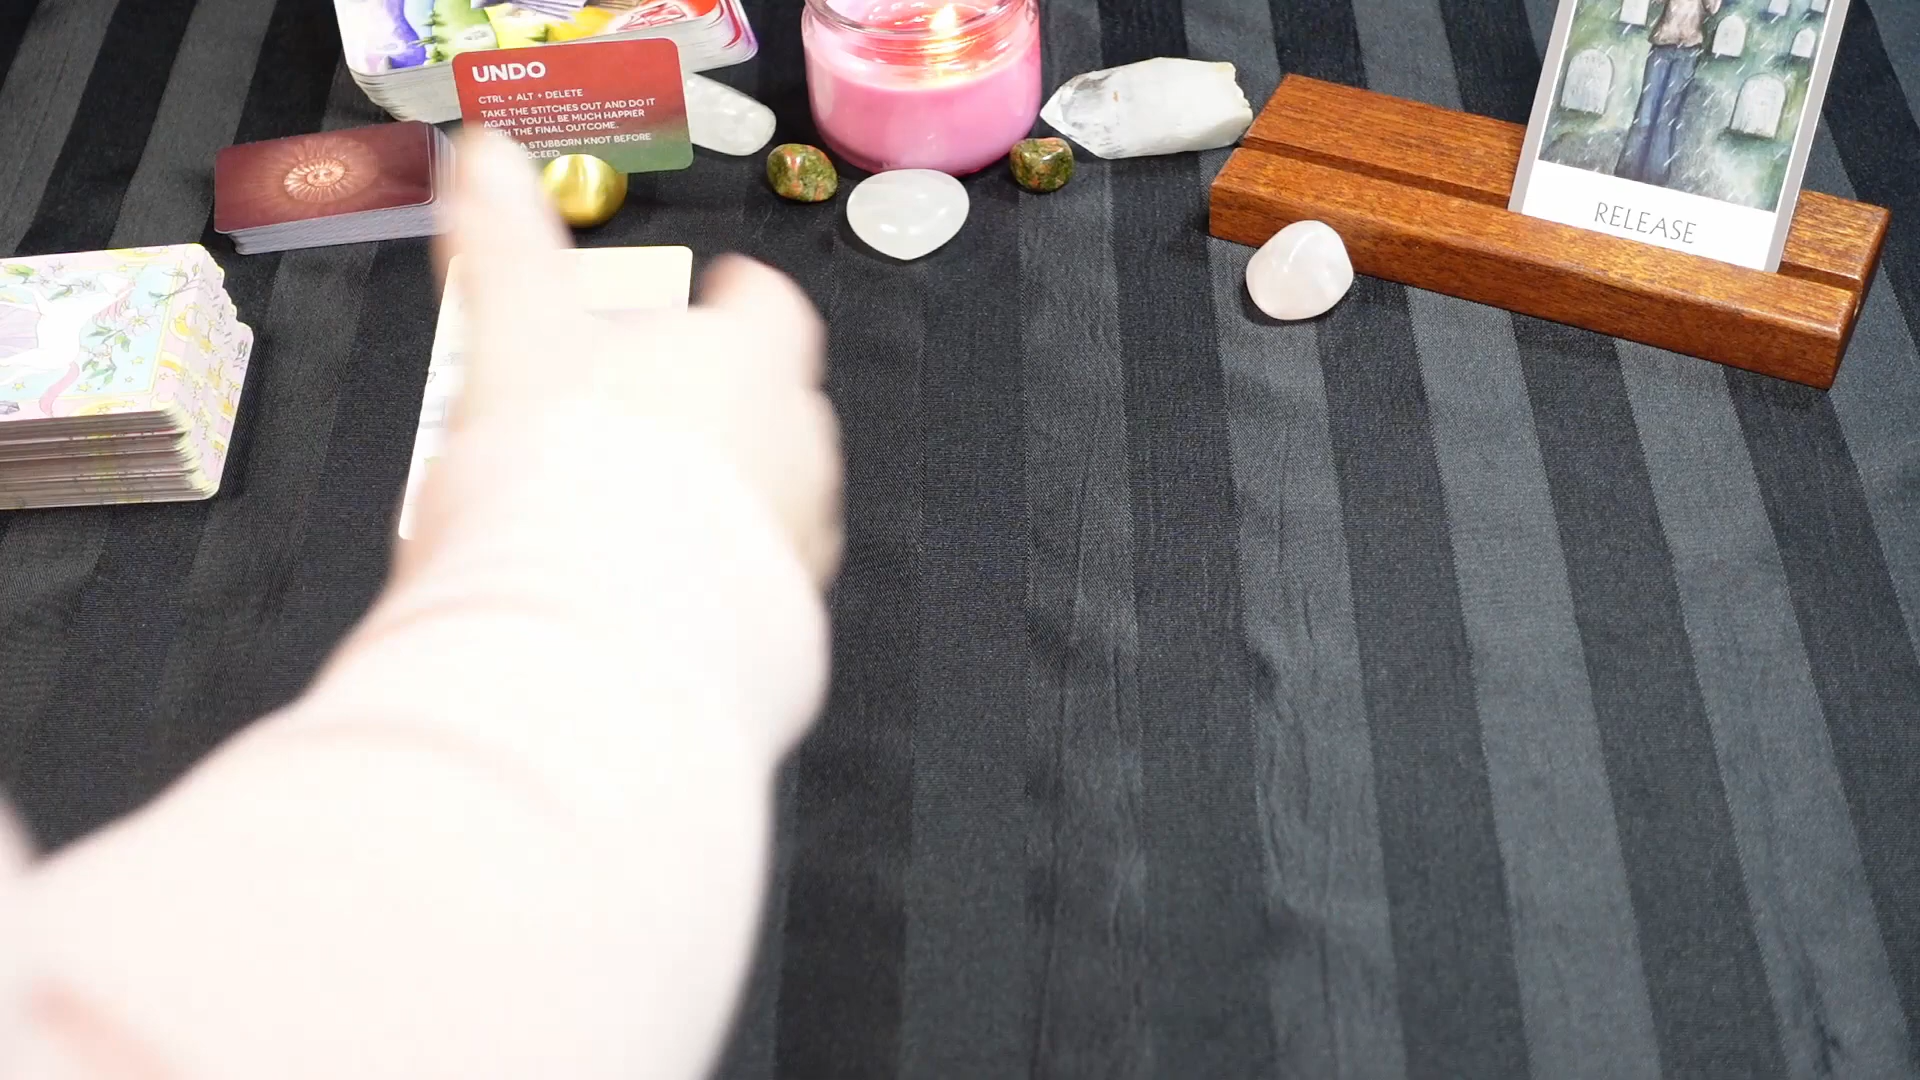 UNDO
CTRL + ALT + DELETE
TAKE THE STITCHES OUT AND DO IT
AGAIN. YOU'LL BE MUCH HAPPIER
WITH THE FINAL OUTCOME.
A STUBBORN KNOT BEFORE
RELEASE